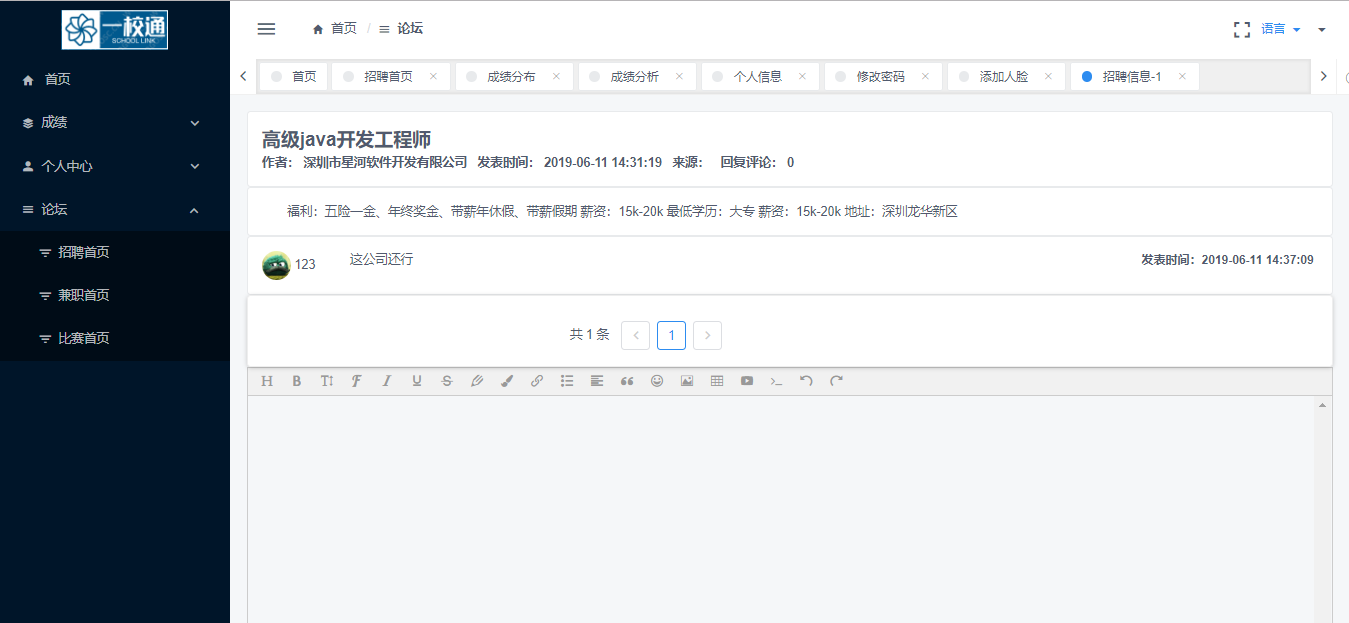 一校通
SCHOOL LINK
首页
成绩
个人中心
论坛
招聘首页
兼职首页
比赛首页
首页 / 论坛
语言
首页 招聘首页 成绩分布 成绩分析 个人信息 修改密码 添加人脸 招聘信息-1
高级java开发工程师
作者： 深圳市星河软件开发有限公司 发表时间： 2019-06-11 14:31:19 来源： 回复评论： 0
福利：五险一金、年终奖金、带薪年休假、带薪假期 薪资：15k-20k 最低学历：大专 薪资：15k-20k 地址：深圳龙华新区
123 这公司还行 发表时间：2019-06-11 14:37:09
共 1 条 1